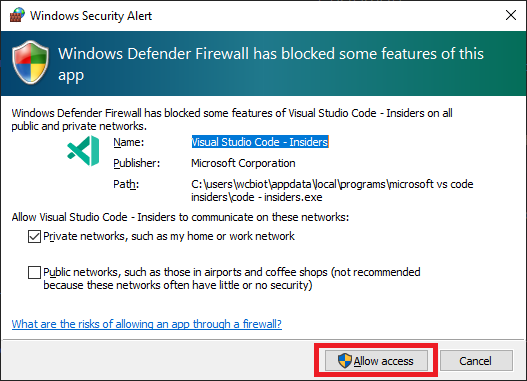 Windows Security Alert
Windows Defender Firewall has blocked some features of this
app
Windows Defender Firewall has blocked some features of Visual Studio Code - Insiders on all
public and private networks.
Name: Visual Studio Code - Insiders
Publisher: Microsoft Corporation
Path: C:\users\wcbiot\appdata\local\programs\microsoft vs code
insiders\code - insiders.exe
Allow Visual Studio Code - Insiders to communicate on these networks:
Private networks, such as my home or work network
Public networks, such as those in airports and coffee shops (not recommended
because these networks often have little or no security)
What are the risks of allowing an app through a firewall?
Allow access Cancel